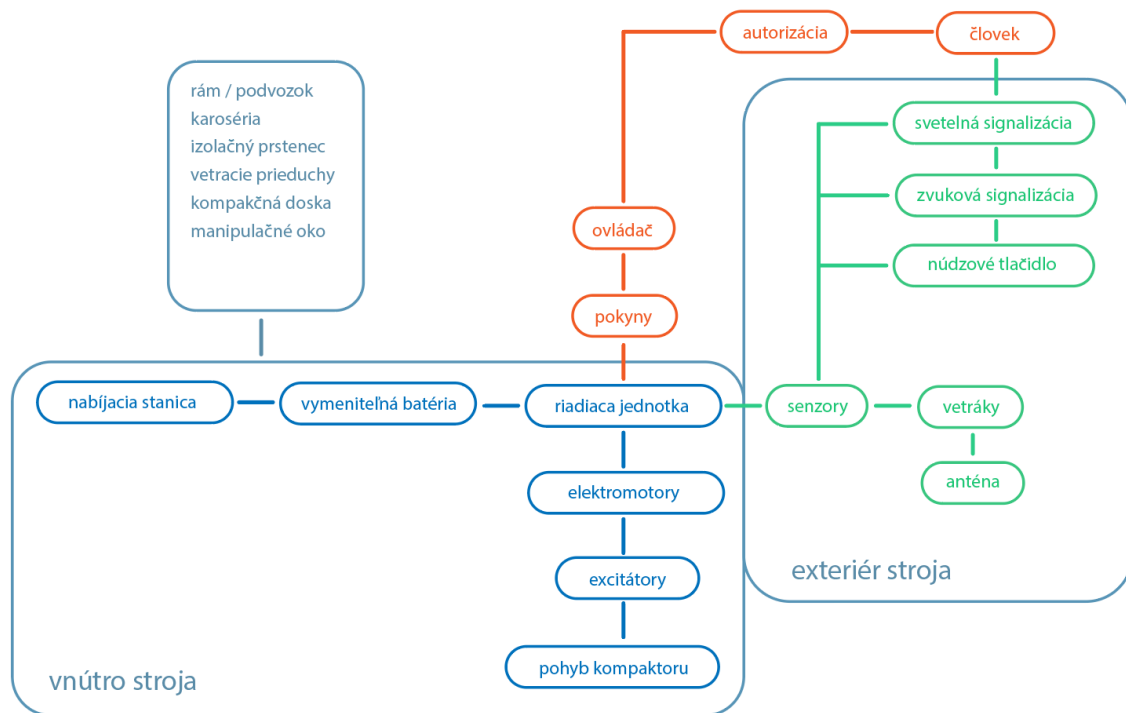 autorizácia
človek
rám / podvozok
karoséria
izolačný prstenec
vetracie prieduchy
kompakčná doska
manipulačné oko
svetelná signalizácia
zvuková signalizácia
ovládač
núdzové tlačidlo
pokyny
nabíjacia stanica
vymeniteľná batéria
riadiaca jednotka
senzory
vetráky
elektromotory
anténa
excitátory
exteriér stroja
pohyb kompaktoru
vnútro stroja